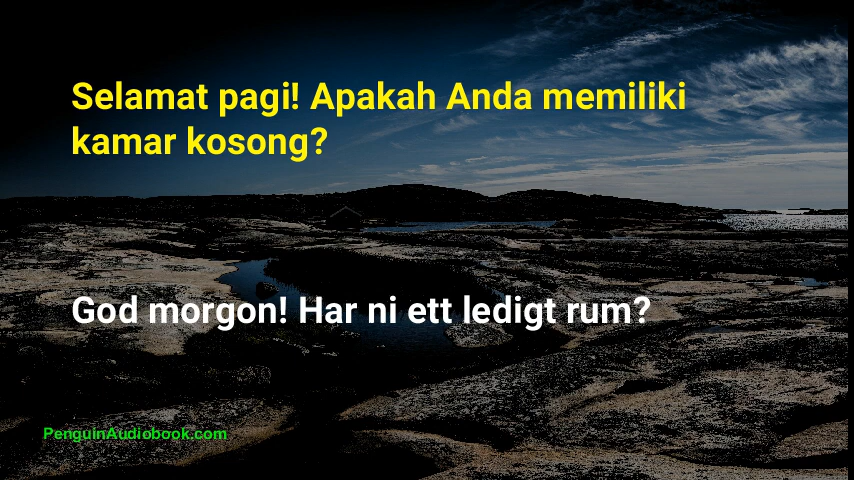 Selamat pagi! Apakah Anda memiliki
kamar kosong?
God morgon! Har ni ett ledigt rum?
PenguinAudiobook.com